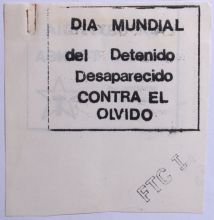 DIA MUNDIAL
del Detenido
Desaparecido
CONTRA EL
OLVIDO
FTC I